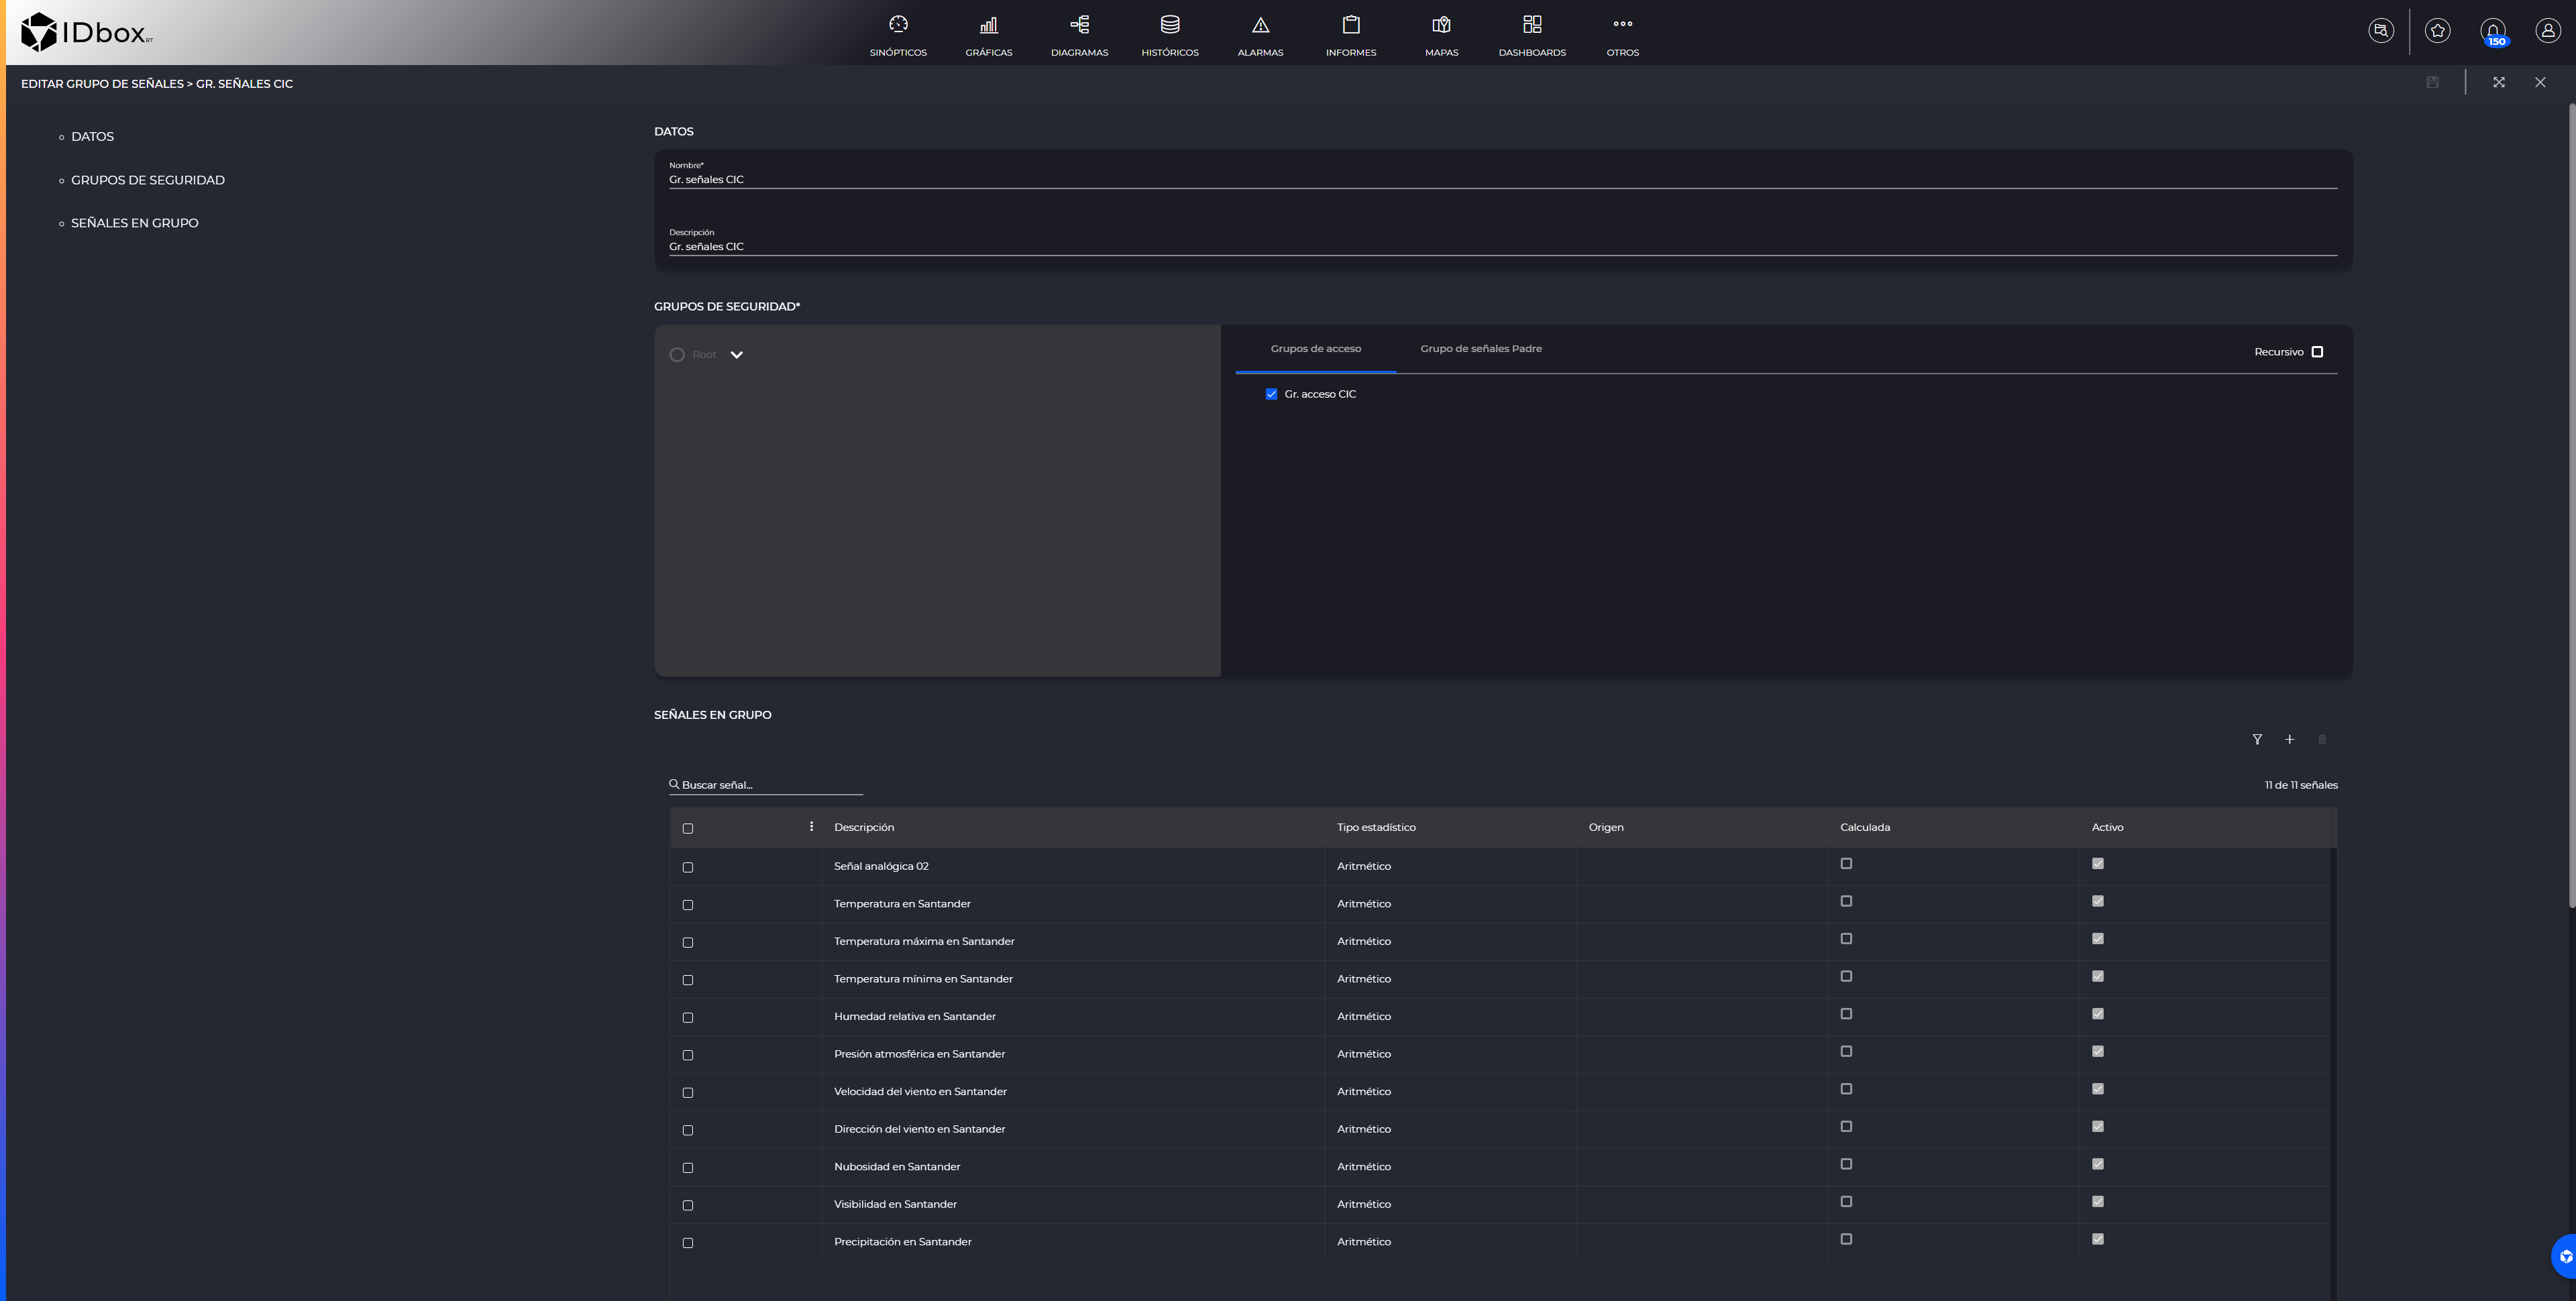 IDbox RT
SINÓPTICOS
GRÁFICAS
DIAGRAMAS
HISTÓRICOS
ALARMAS
INFORMES
MAPAS
DASHBOARDS
OTROS
150
EDITAR GRUPO DE SEÑALES > GR. SEÑALES CIC
DATOS
GRUPOS DE SEGURIDAD
SEÑALES EN GRUPO
DATOS
Nombre*
Gr. señales CIC
Descripción
Gr. señales CIC
GRUPOS DE SEGURIDAD*
Root
Grupos de acceso
Grupo de señales Padre
Recursivo
Gr. acceso CIC
SEÑALES EN GRUPO
Buscar señal...
11 de 11 señales
Descripción Tipo estadístico Origen Calculada Activo
Señal analógica 02 Aritmético
Temperatura en Santander Aritmético
Temperatura máxima en Santander Aritmético
Temperatura mínima en Santander Aritmético
Humedad relativa en Santander Aritmético
Presión atmosférica en Santander Aritmético
Velocidad del viento en Santander Aritmético
Dirección del viento en Santander Aritmético
Nubosidad en Santander Aritmético
Visibilidad en Santander Aritmético
Precipitación en Santander Aritmético